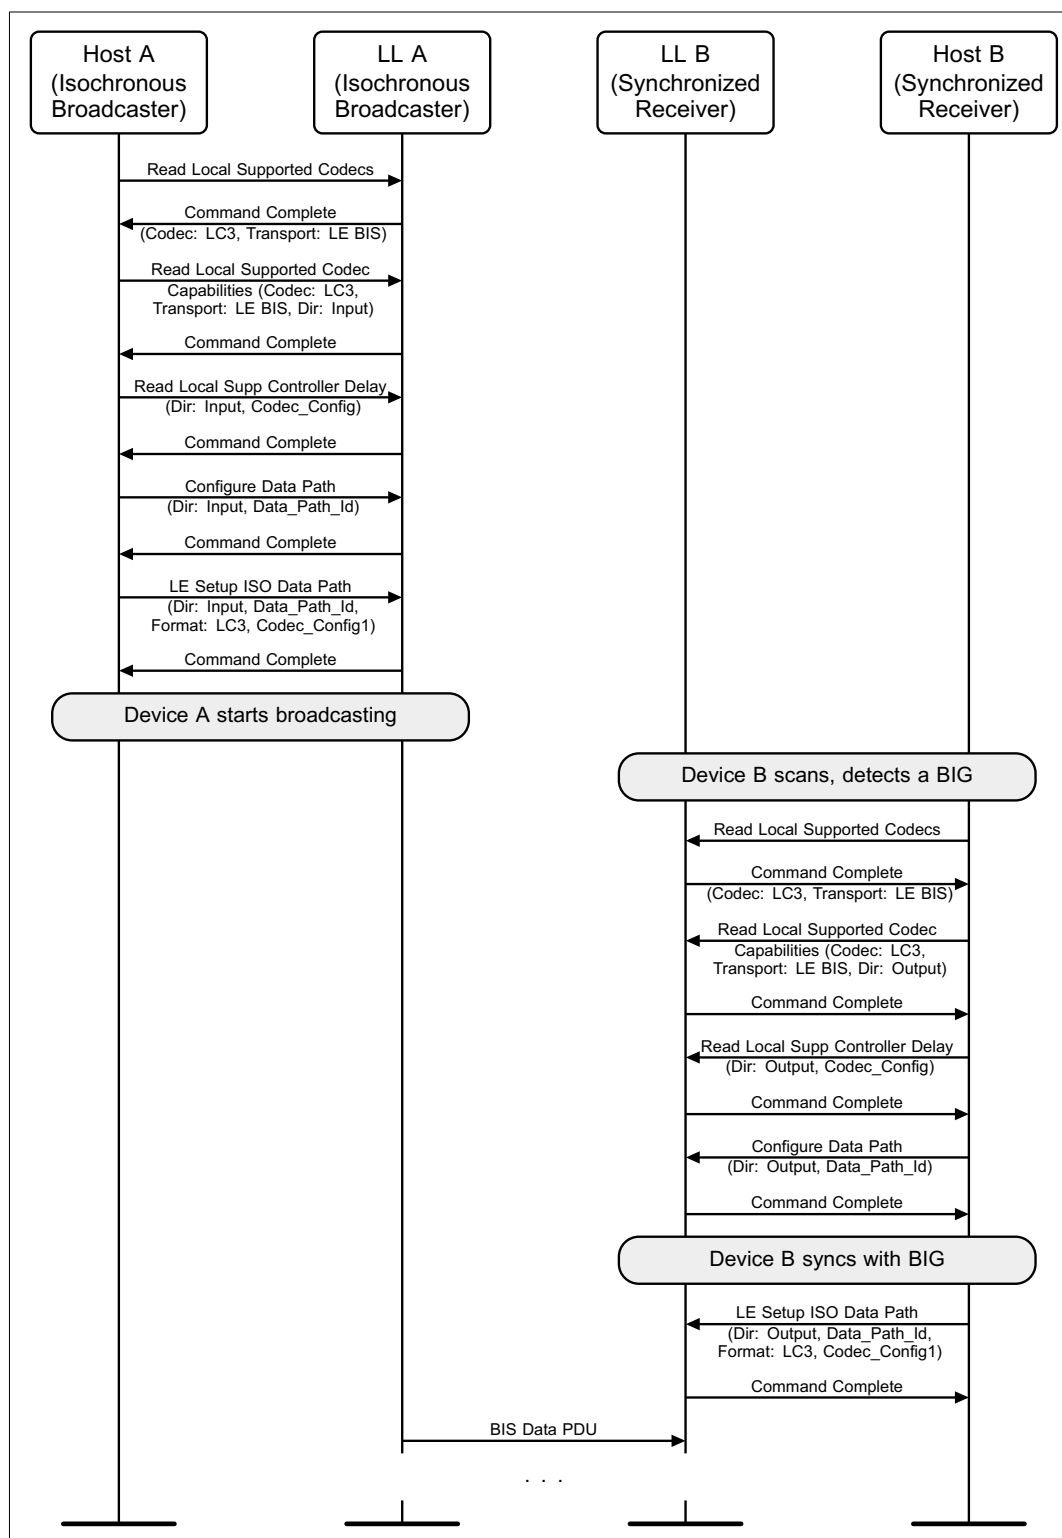 Host A
(Isochronous
Broadcaster)
LL A
(Isochronous
Broadcaster)
LL B
(Synchronized
Receiver)
Host B
(Synchronized
Receiver)
Read Local Supported Codecs
Command Complete
(Codec: LC3, Transport: LE BIS)
Read Local Supported Codec
Capabilities (Codec: LC3,
Transport: LE BIS, Dir: Input)
Command Complete
Read Local Supp Controller Delay
(Dir: Input, Codec_Config)
Command Complete
Configure Data Path
(Dir: Input, Data_Path_Id)
Command Complete
LE Setup ISO Data Path
(Dir: Input, Data_Path_Id,
Format: LC3, Codec_Config1)
Command Complete
Device A starts broadcasting
Device B scans, detects a BIG
Read Local Supported Codecs
Command Complete
(Codec: LC3, Transport: LE BIS)
Read Local Supported Codec
Capabilities (Codec: LC3,
Transport: LE BIS, Dir: Output)
Command Complete
Read Local Supp Controller Delay
(Dir: Output, Codec_Config)
Command Complete
Configure Data Path
(Dir: Output, Data_Path_Id)
Command Complete
Device B syncs with BIG
LE Setup ISO Data Path
(Dir: Output, Data_Path_Id,
Format: LC3, Codec_Config1)
Command Complete
BIS Data PDU
. . .